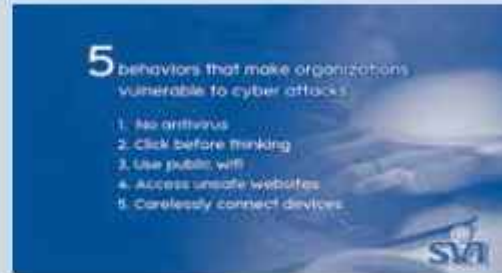 5 behaviors that make organizations
vulnerable to cyber attacks
1. No antivirus
2. Click before thinking
3. Use public wifi
4. Access unsafe websites
5. Carelessly connect devices
SVI